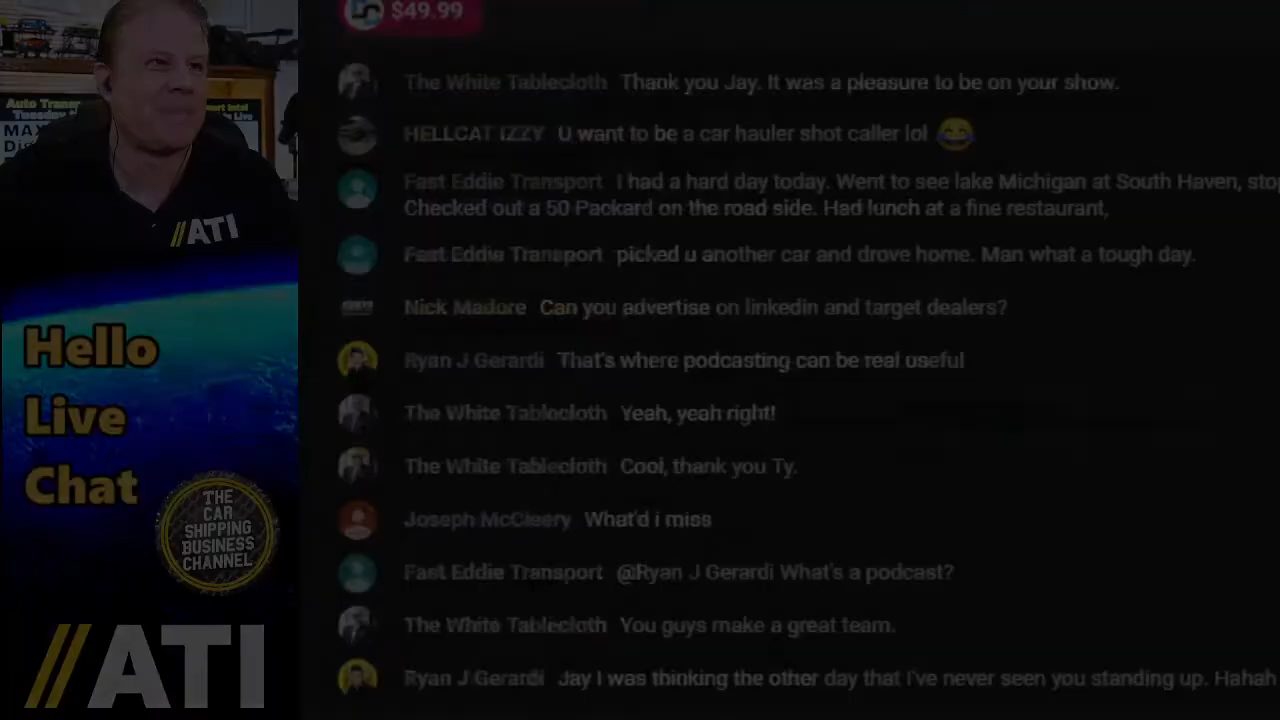 $49.99
The White Tablecloth Thank you Jay. It was a pleasure to be on your show.
HELLCAT IZZY U want to be a car hauler shot caller lol 😂
Fast Eddie Transport I had a hard day today. Went to see lake Michigan at South Haven,
Checked out a 50 Packard on the road side. Had lunch at a fine restaurant,
Fast Eddie Transport picked u another car and drove home. Man what a tough day.
Nick Madore Can you advertise on linkedin and target dealers?
Ryan J Gerardi That's where podcasting can be real useful
The White Tablecloth Yeah, yeah right!
The White Tablecloth Cool, thank you Ty.
Joseph McCleery What'd i miss
Fast Eddie Transport @Ryan J Gerardi What's a podcast?
The White Tablecloth You guys make a great team.
Ryan J Gerardi Jay I was thinking the other day that I've never seen you standing up. Hahah
Auto
Tuesday
Live
//ATI
Hello
Live
Chat
THE
CAR
SHIPPING
BUSINESS
CHANNEL
//ATI